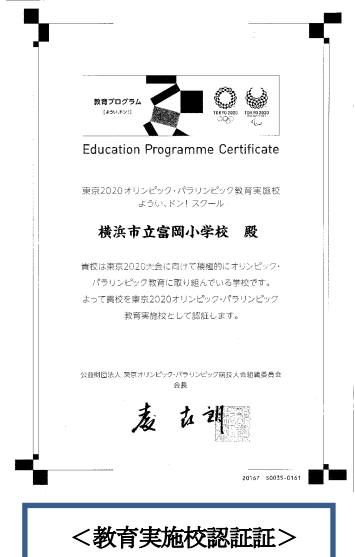 教育プログラム
[ようい、ドン!]
TOKYO 2020
TOKYO 2020
Education Programme Certificate
東京2020オリンピック・パラリンピック教育実施校
ようい、ドン!スクール
横浜市立富岡小学校 殿
貴校は東京2020大会に向けて積極的にオリンピック・
パラリンピック教育に取り組んでいる学校です。
よって貴校を東京2020オリンピック・パラリンピック
教育実施校として認証します。
公益財団法人 東京オリンピック・パラリンピック競技大会組織委員会
会長
20167 S0035-0161
<教育実施校認証証>